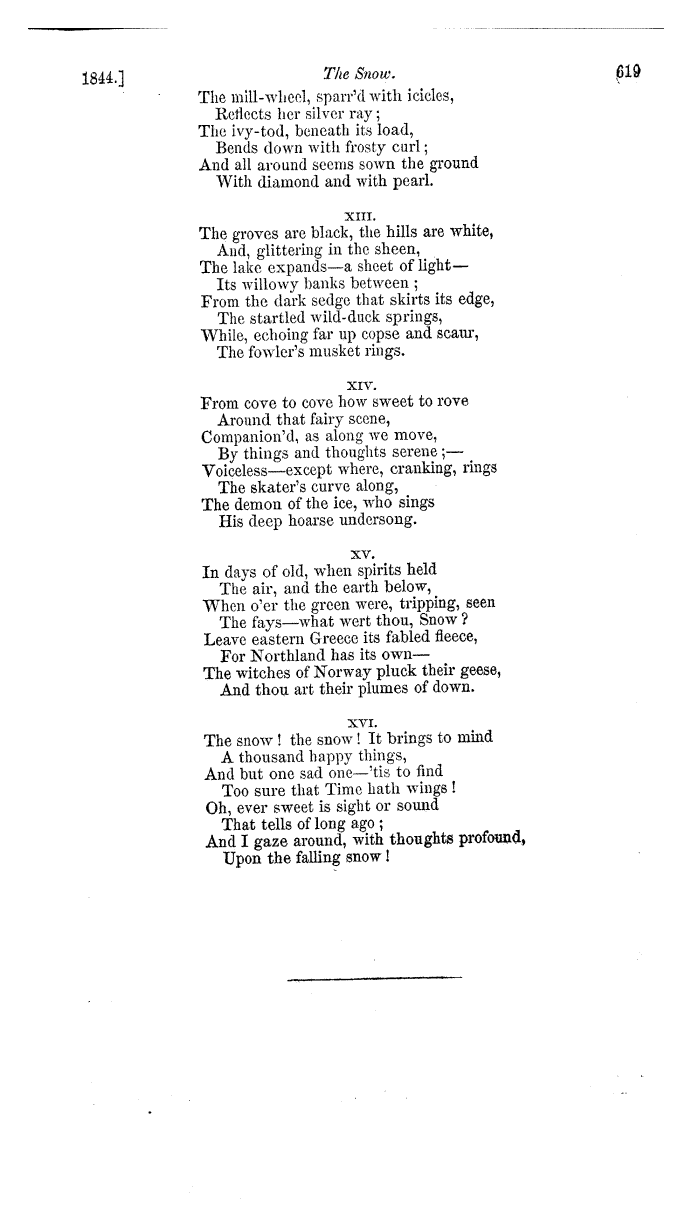 1844.] The Snow. 619
The mill-wheel, sparr'd with icicles,
Reflects her silver ray;
The ivy-tod, beneath its load,
Bends down with frosty curl;
And all around seems sown the ground
With diamond and with pearl.
XIII.
The groves are black, the hills are white,
And, glittering in the sheen,
The lake expands—a sheet of light—
Its willowy banks between;
From the dark sedge that skirts its edge,
The startled wild-duck springs,
While, echoing far up copse and scaur,
The fowler's musket rings.
XIV.
From cove to cove how sweet to rove
Around that fairy scene,
Companion'd, as along we move,
By things and thoughts serene;—
Voiceless—except where, cranking, rings
The skater's curve along,
The demon of the ice, who sings
His deep hoarse undersong.
XV.
In days of old, when spirits held
The air, and the earth below,
When o'er the green were, tripping, seen
The fays—what wert thou, Snow?
Leave eastern Greece its fabled fleece,
For Northland has its own—
The witches of Norway pluck their geese,
And thou art their plumes of down.
XVI.
The snow! the snow! It brings to mind
A thousand happy things,
And but one sad one—'tis to find
Too sure that Time hath wings!
Oh, ever sweet is sight or sound
That tells of long ago;
And I gaze around, with thoughts profound,
Upon the falling snow!